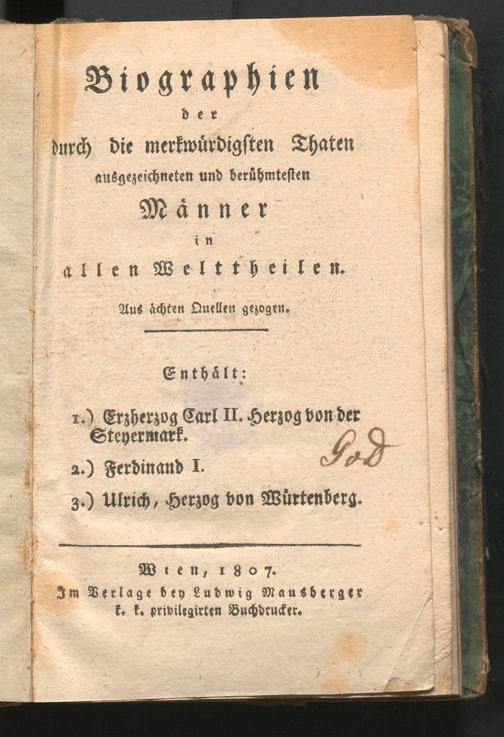 Biographien
der
durch die merkwürdigsten Thaten
ausgezeichneten und berühmtesten
Männer
in
allen Welttheilen.
Aus ächten Quellen gezogen.
Enthält:
1.) Erzherzog Carl II. Herzog von der
Steyermark.
God
2.) Ferdinand I.
3.) Ulrich, Herzog von Würtenberg.
Wien, 1807.
Im Verlage bey Ludwig Mausberger
k. k. privilegirten Buchdrucker.